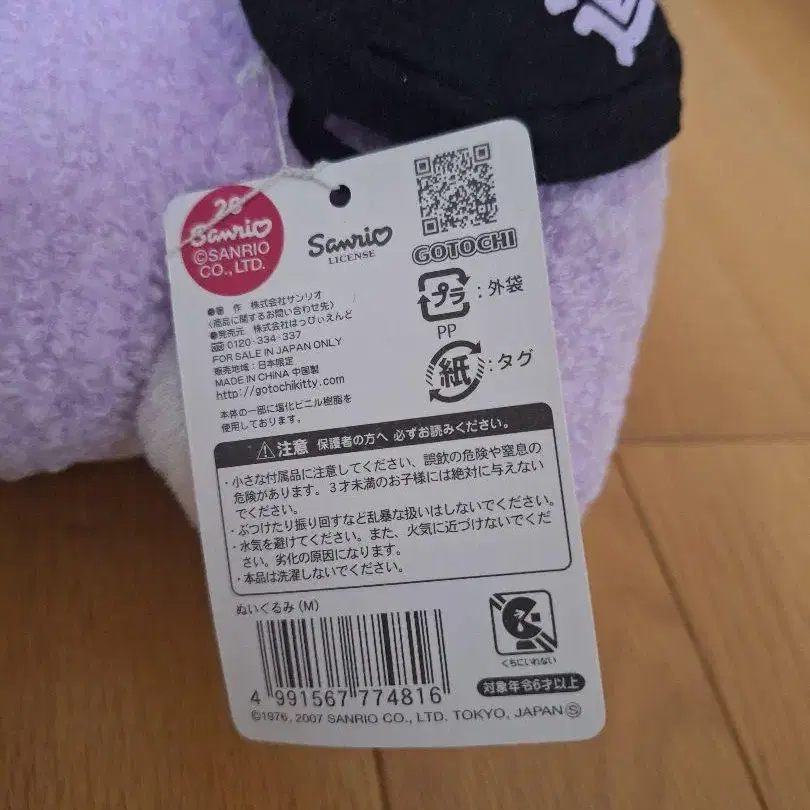 28
Sanrio
©SANRIO
CO., LTD.
Sanrio
LICENSE
GOTOCHI
プラ : 外袋
PP
紙 : タグ
●著 作 株式会社サンリオ
〈商品に関するお問い合わせ先〉
●発売元 株式会社はっぴぃえんど
0120-334-337
FOR SALE IN JAPAN ONLY
販売地域：日本限定
MADE IN CHINA 中国製
http://gotochikitty.com
本体の一部に塩化ビニル樹脂を
使用しております。
⚠注意 保護者の方へ 必ずお読みください。
・小さな付属品に注意してください、誤飲の危険や窒息の
危険があります。3才未満のお子様には絶対に与えない
でください。
・ぶつけたり振り回すなど乱暴な扱いはしないでください。
・水気を避けてください。また、火気に近づけないでくだ
さい。劣化の原因になります。
・本品は洗濯しないでください。
ぬいぐるみ(M)
4 991567 774816
くちにいれない
対象年令6才以上
©1976, 2007 SANRIO CO., LTD. TOKYO, JAPAN Ⓢ